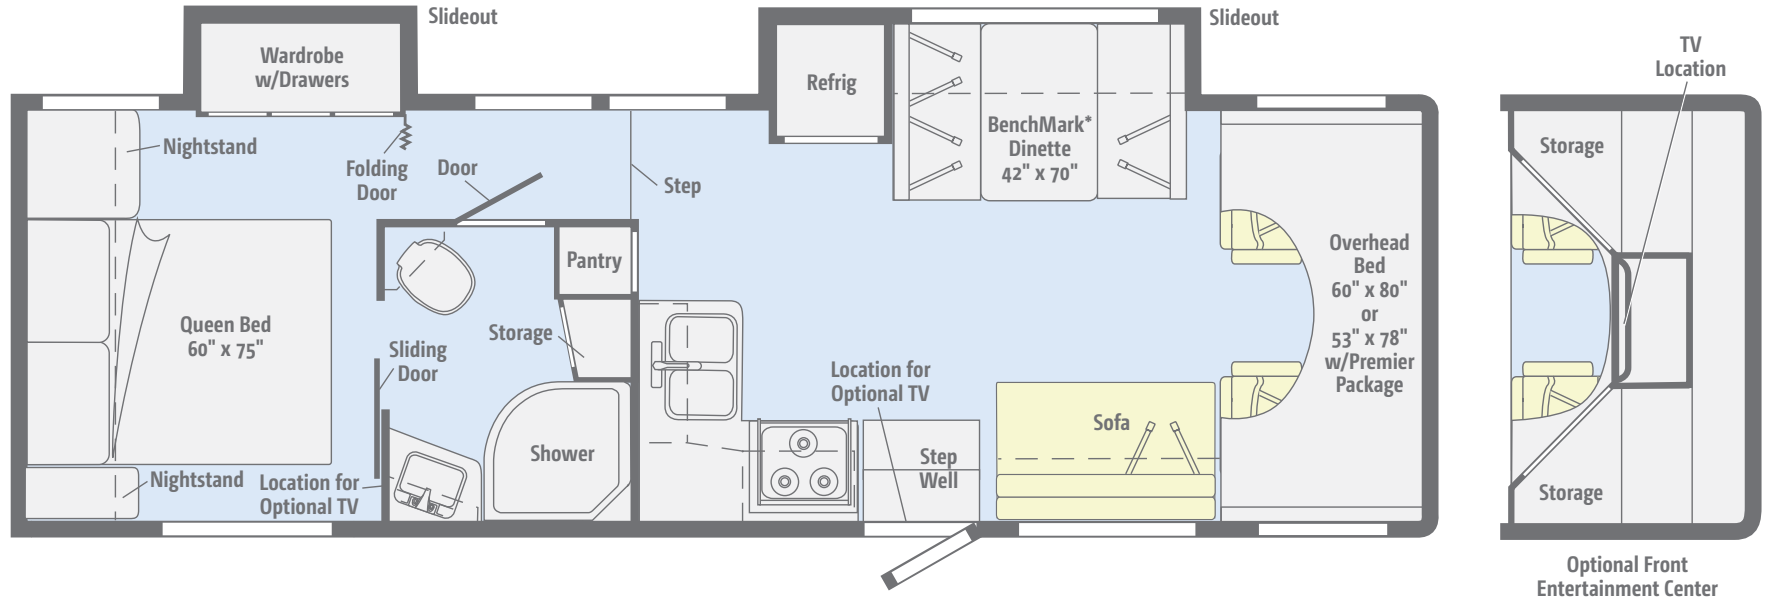 Slideout
Slideout
Wardrobe
w/Drawers
Refrig
TV
Location
Nightstand
Folding
Door
Door
Step
BenchMark*
Dinette
42" x 70"
Storage
Pantry
Overhead
Bed
60" x 80"
or
53" x 78"
w/Premier
Package
Queen Bed
60" x 75"
Storage
Sliding
Door
Location for
Optional TV
Sofa
Shower
Step
Well
Nightstand
Location for
Optional TV
Storage
Optional Front
Entertainment Center